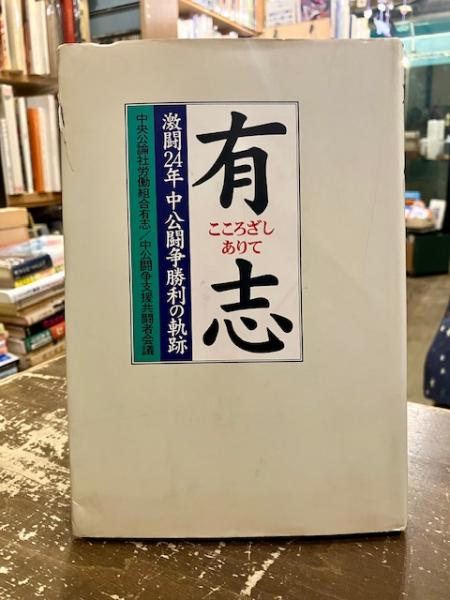 有志
こころざし
ありて
激闘24年 中公闘争勝利の軌跡
中央公論社労働組合有志/中公闘争支援共闘者会議